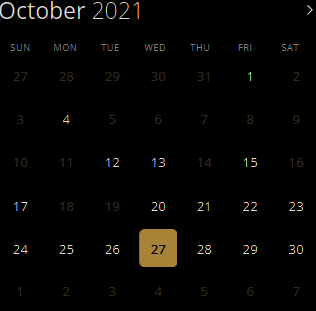 October 2021 >
SUN MON TUE WED THU FRI SAT
27 28 29 30 31 1 2
3 4 5 6 7 8 9
10 11 12 13 14 15 16
17 18 19 20 21 22 23
24 25 26 27 28 29 30
1 2 3 4 5 6 7